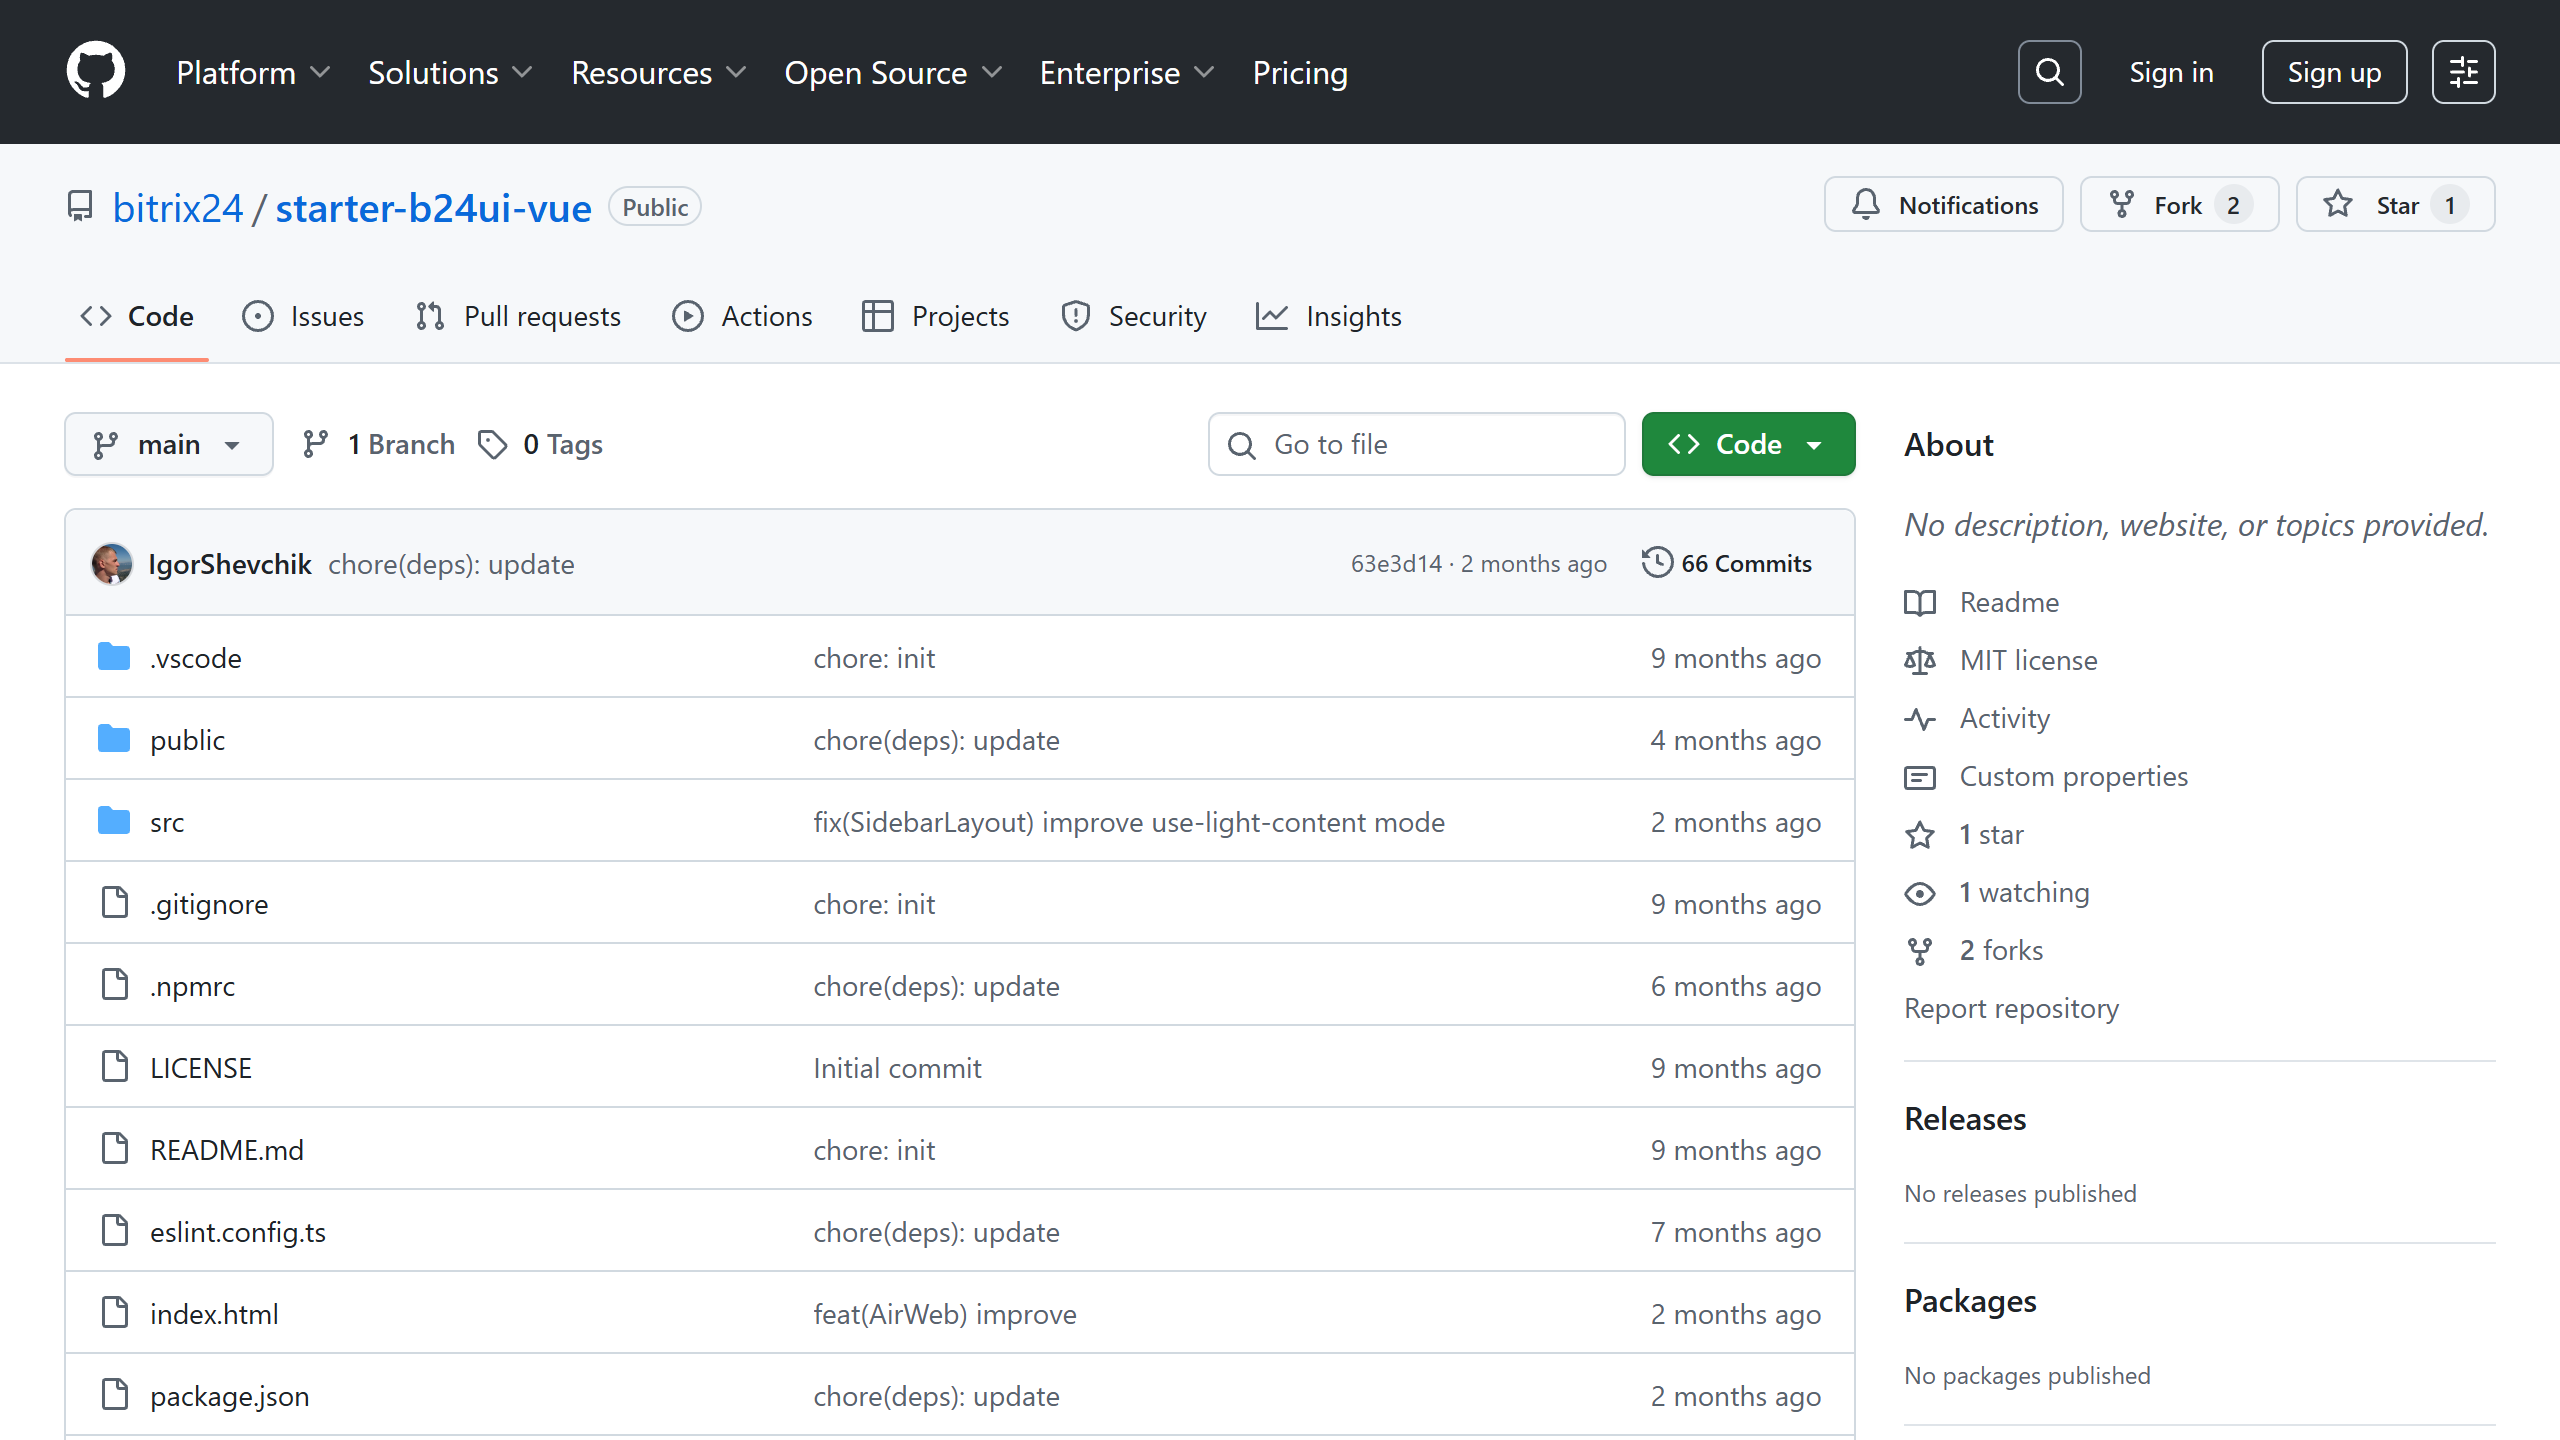 Platform Solutions Resources Open Source Enterprise Pricing Sign in Sign up
bitrix24 / starter-b24ui-vue Public Notifications Fork 2 Star 1
Code Issues Pull requests Actions Projects Security Insights
main 1 Branch 0 Tags Go to file Code
IgorShevchik chore(deps): update 63e3d14 · 2 months ago 66 Commits
.vscode chore: init 9 months ago
public chore(deps): update 4 months ago
src fix(SidebarLayout) improve use-light-content mode 2 months ago
.gitignore chore: init 9 months ago
.npmrc chore(deps): update 6 months ago
LICENSE Initial commit 9 months ago
README.md chore: init 9 months ago
eslint.config.ts chore(deps): update 7 months ago
index.html feat(AirWeb) improve 2 months ago
package.json chore(deps): update 2 months ago
About
No description, website, or topics provided.
Readme
MIT license
Activity
Custom properties
1 star
1 watching
2 forks
Report repository
Releases
No releases published
Packages
No packages published